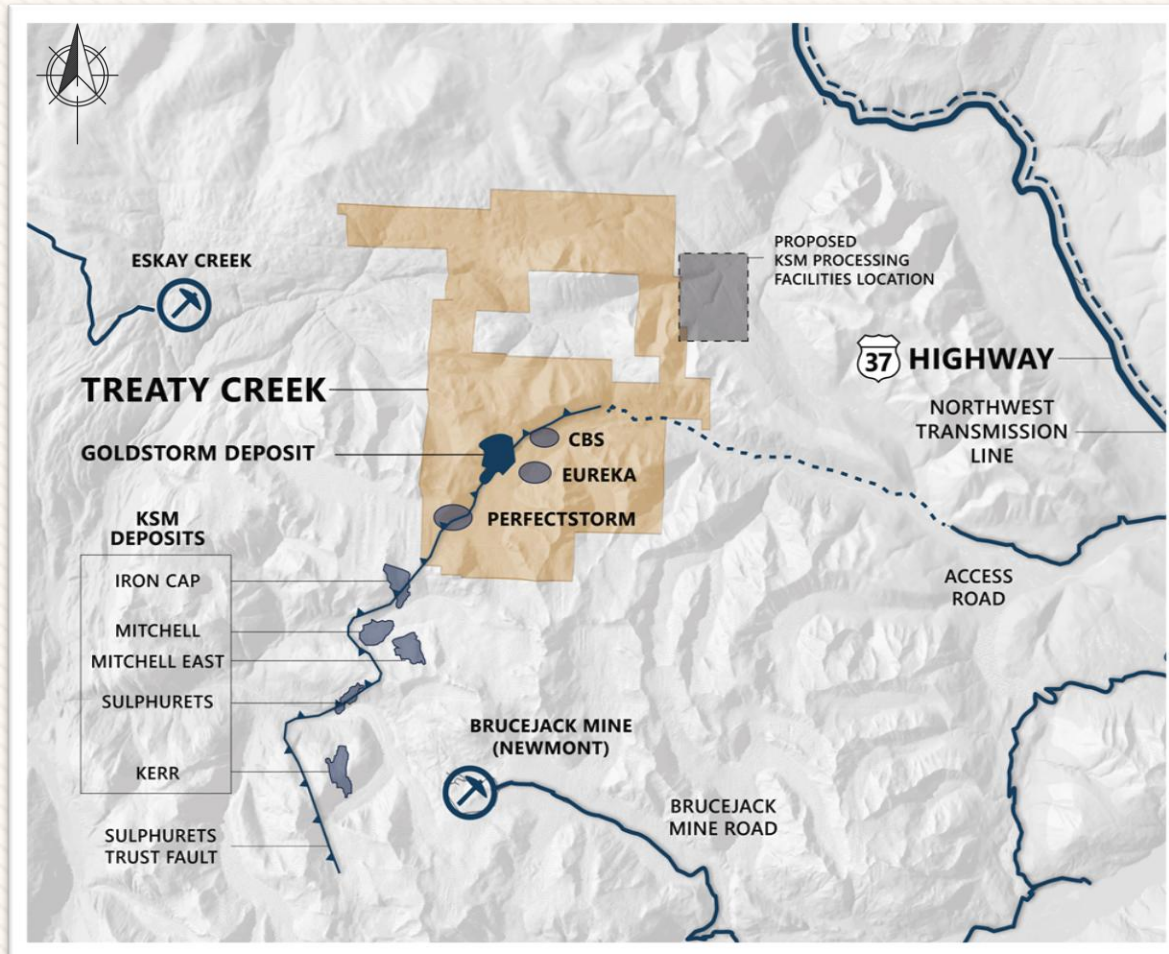 ESKAY CREEK
PROPOSED
KSM PROCESSING
FACILITIES LOCATION
TREATY CREEK
37 HIGHWAY
NORTHWEST
TRANSMISSION
LINE
GOLDSTORM DEPOSIT
CBS
EUREKA
PERFECTSTORM
KSM
DEPOSITS
IRON CAP
MITCHELL
MITCHELL EAST
SULPHURETS
KERR
SULPHURETS
TRUST FAULT
ACCESS
ROAD
BRUCEJACK MINE
(NEWMONT)
BRUCEJACK
MINE ROAD